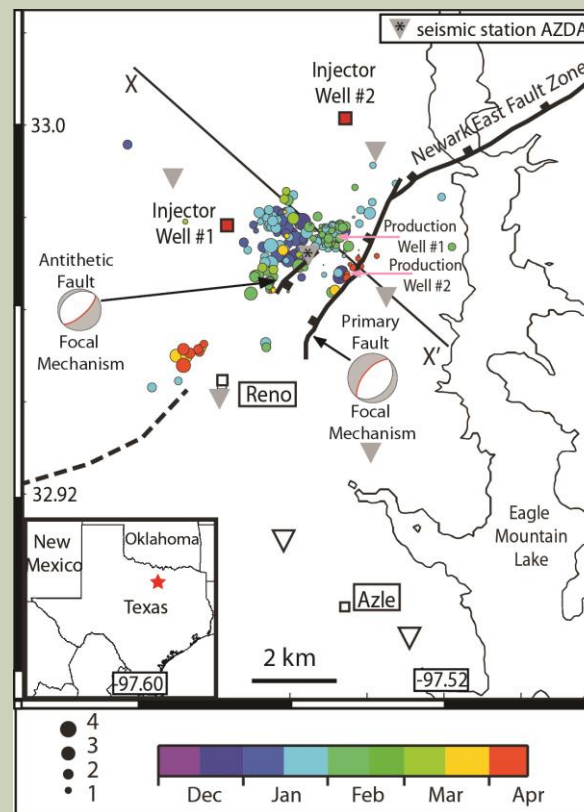 * seismic station AZDA
X
Injector
Well #2
Newark East Fault Zone
33.0
Injector
Well #1
Production
Well #1
Production
Well #2
Antithetic
Fault
Focal
Mechanism
Primary
Fault
X'
Focal
Mechanism
Reno
32.92
Eagle
Mountain
Lake
New
Mexico
Oklahoma
Texas
Azle
2 km
-97.60
-97.52
4
3
2
1
Dec Jan Feb Mar Apr